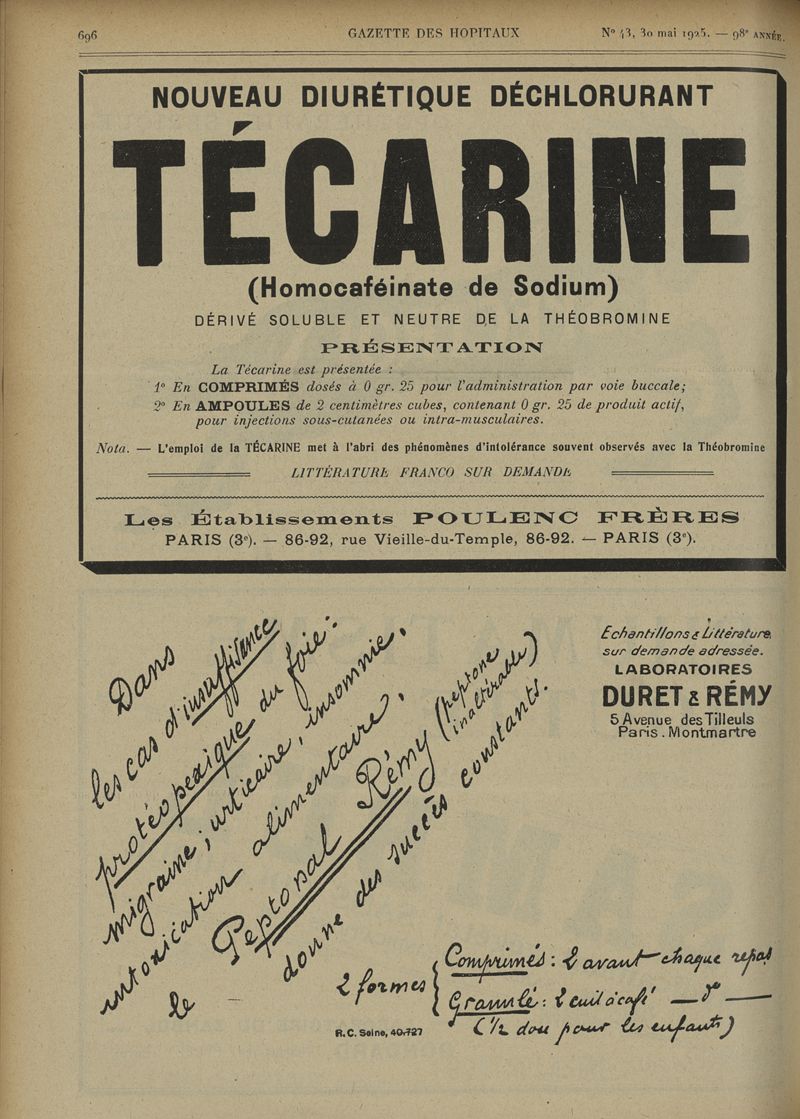 696
GAZETTE DES HOPITAUX
N° 43, 30 mai 1925. — 98e ANNÉE.
NOUVEAU DIURÉTIQUE DÉCHLORURANT
TÉCARINE
(Homocaféinate de Sodium)
DÉRIVÉ SOLUBLE ET NEUTRE DE LA THÉOBROMINE
PRÉSENTATION
La Técarine est présentée :
1° En COMPRIMÉS dosés à 0 gr. 25 pour l'administration par voie buccale;
2° En AMPOULES de 2 centimètres cubes, contenant 0 gr. 25 de produit actif,
pour injections sous-cutanées ou intra-musculaires.
Nota. — L'emploi de la TÉCARINE met à l'abri des phénomènes d'intolérance souvent observés avec la Théobromine
LITTÉRATURE FRANCO SUR DEMANDE
Les Établissements POULENC FRÈRES
PARIS (3e). — 86-92, rue Vieille-du-Temple, 86-92. — PARIS (3e).
Dans
les cas d'insuffisance
protéopexique du foie :
migraine ; urticaire, insomnie,
intoxication alimentaire,
le Peptonal Rémy (peptone
inaltérable)
donne des succès constants.
Échantillons & Littérature
sur demande adressée.
LABORATOIRES
DURET & RÉMY
5 Avenue des Tilleuls
Paris. Montmartre
2 formes
Comprimés : 2 avant chaque repas
Granulé : 2 cuil à café — do —
(1/2 dose pour les enfants)
R.C. Seine, 40.727